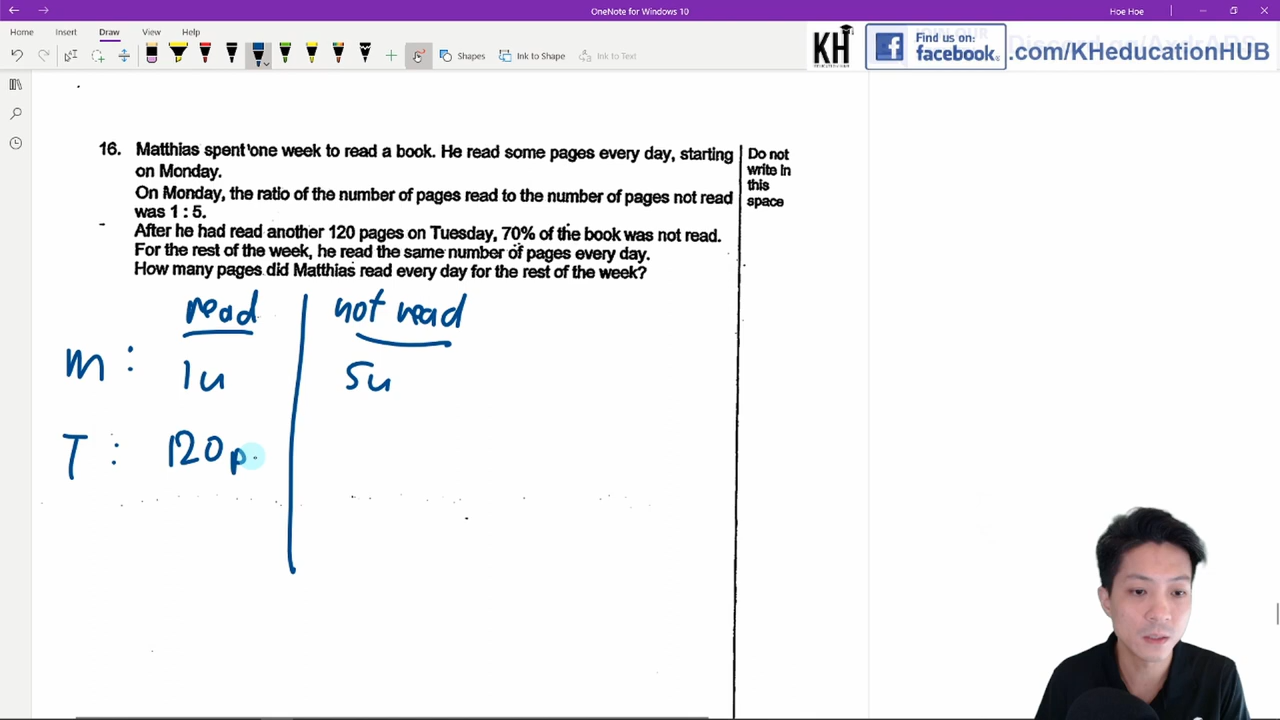 OneNote for Windows 10
Hoe Hoe
Home Insert Draw View Help
Shapes
Ink to Shape
Ink to Text
KH
Find us on:
facebook. .com/KHeducationHUB
16. Matthias spent one week to read a book. He read some pages every day, starting
on Monday.
On Monday, the ratio of the number of pages read to the number of pages not read
was 1 : 5.
After he had read another 120 pages on Tuesday, 70% of the book was not read.
For the rest of the week, he read the same number of pages every day.
How many pages did Matthias read every day for the rest of the week?
Do not
write in
this
space
read not read
M : 1u 5u
T : 120p